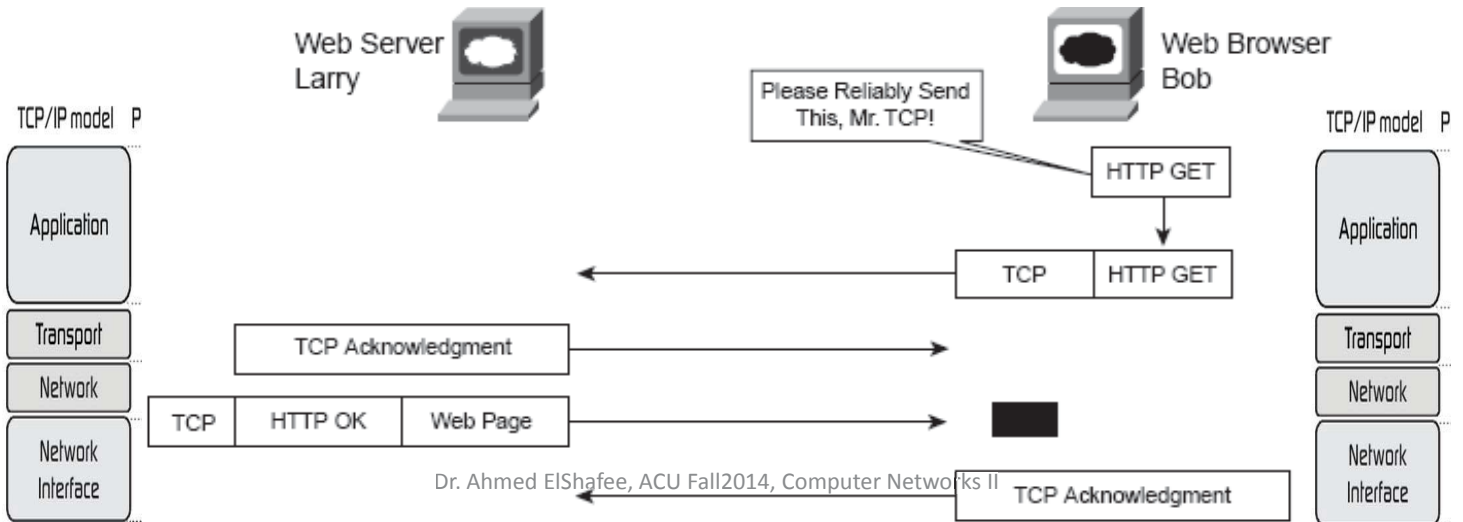 Web Server
Larry
Web Browser
Bob
Please Reliably Send
This, Mr. TCP!
TCP/IP model P
TCP/IP model P
HTTP GET
Application
Application
TCP HTTP GET
Transport
TCP Acknowledgment
Transport
Network
Network
TCP HTTP OK Web Page
Network
Interface
Network
Interface
Dr. Ahmed ElShafee, ACU Fall2014, Computer Networks II
TCP Acknowledgment